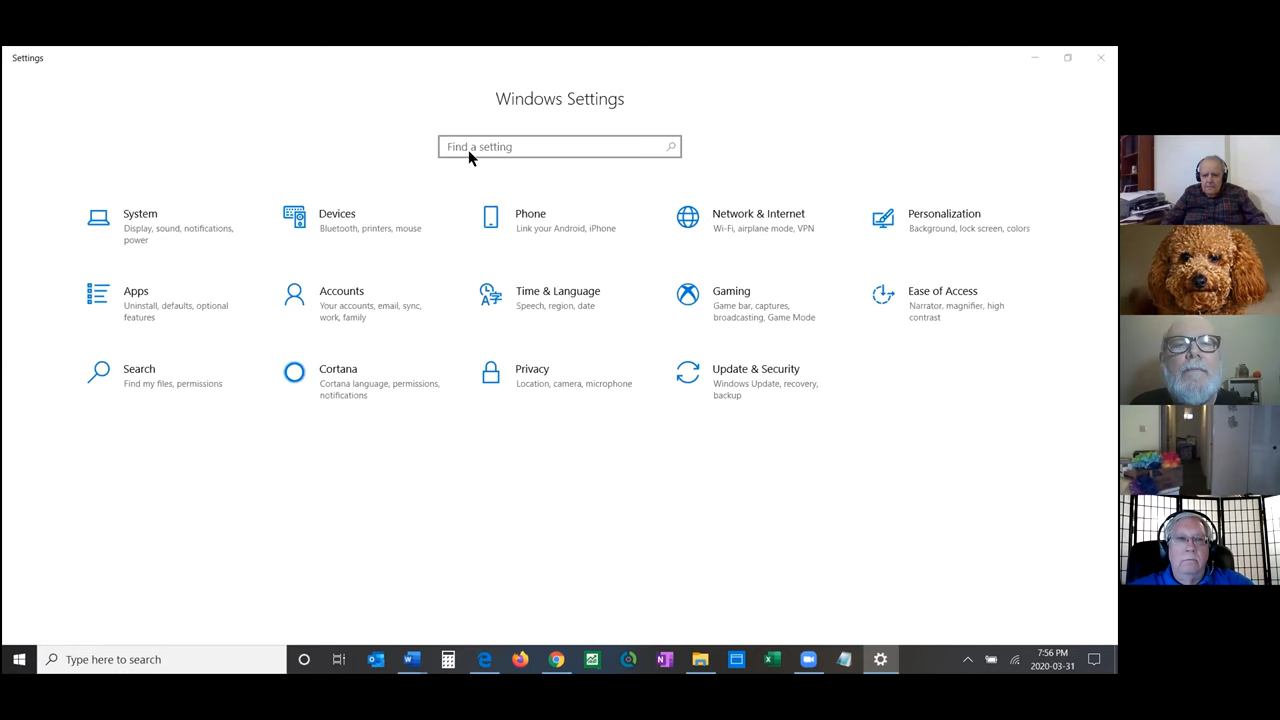 Settings
Windows Settings
Find a setting
System
Display, sound, notifications,
power
Devices
Bluetooth, printers, mouse
Phone
Link your Android, iPhone
Network & Internet
Wi-Fi, airplane mode, VPN
Personalization
Background, lock screen, colors
Apps
Uninstall, defaults, optional
features
Accounts
Your accounts, email, sync,
work, family
Time & Language
Speech, region, date
Gaming
Game bar, captures,
broadcasting, Game Mode
Ease of Access
Narrator, magnifier, high
contrast
Search
Find my files, permissions
Cortana
Cortana language, permissions,
notifications
Privacy
Location, camera, microphone
Update & Security
Windows Update, recovery,
backup
Type here to search
7:56 PM
2020-03-31